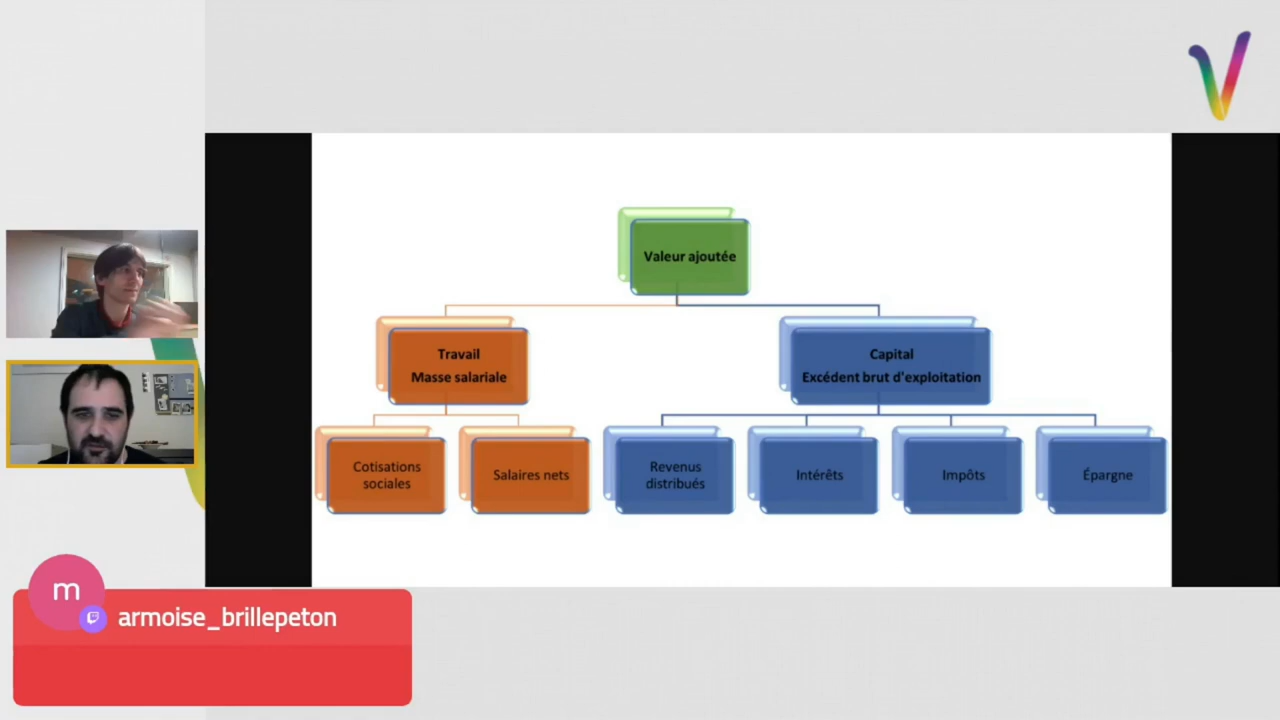 Valeur ajoutée
Travail
Masse salariale
Capital
Excédent brut d'exploitation
Cotisations
sociales
Salaires nets
Revenus
distribués
Intérêts
Impôts
Épargne
m
armoise_brillepeton